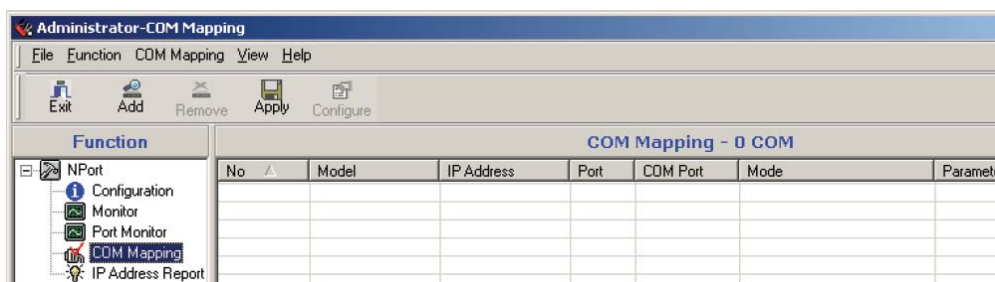 Administrator-COM Mapping
File Function COM Mapping View Help
Exit Add Remove Apply Configure
Function
COM Mapping - 0 COM
No Model IP Address Port COM Port Mode Paramet
NPort
Configuration
Monitor
Port Monitor
COM Mapping
IP Address Report